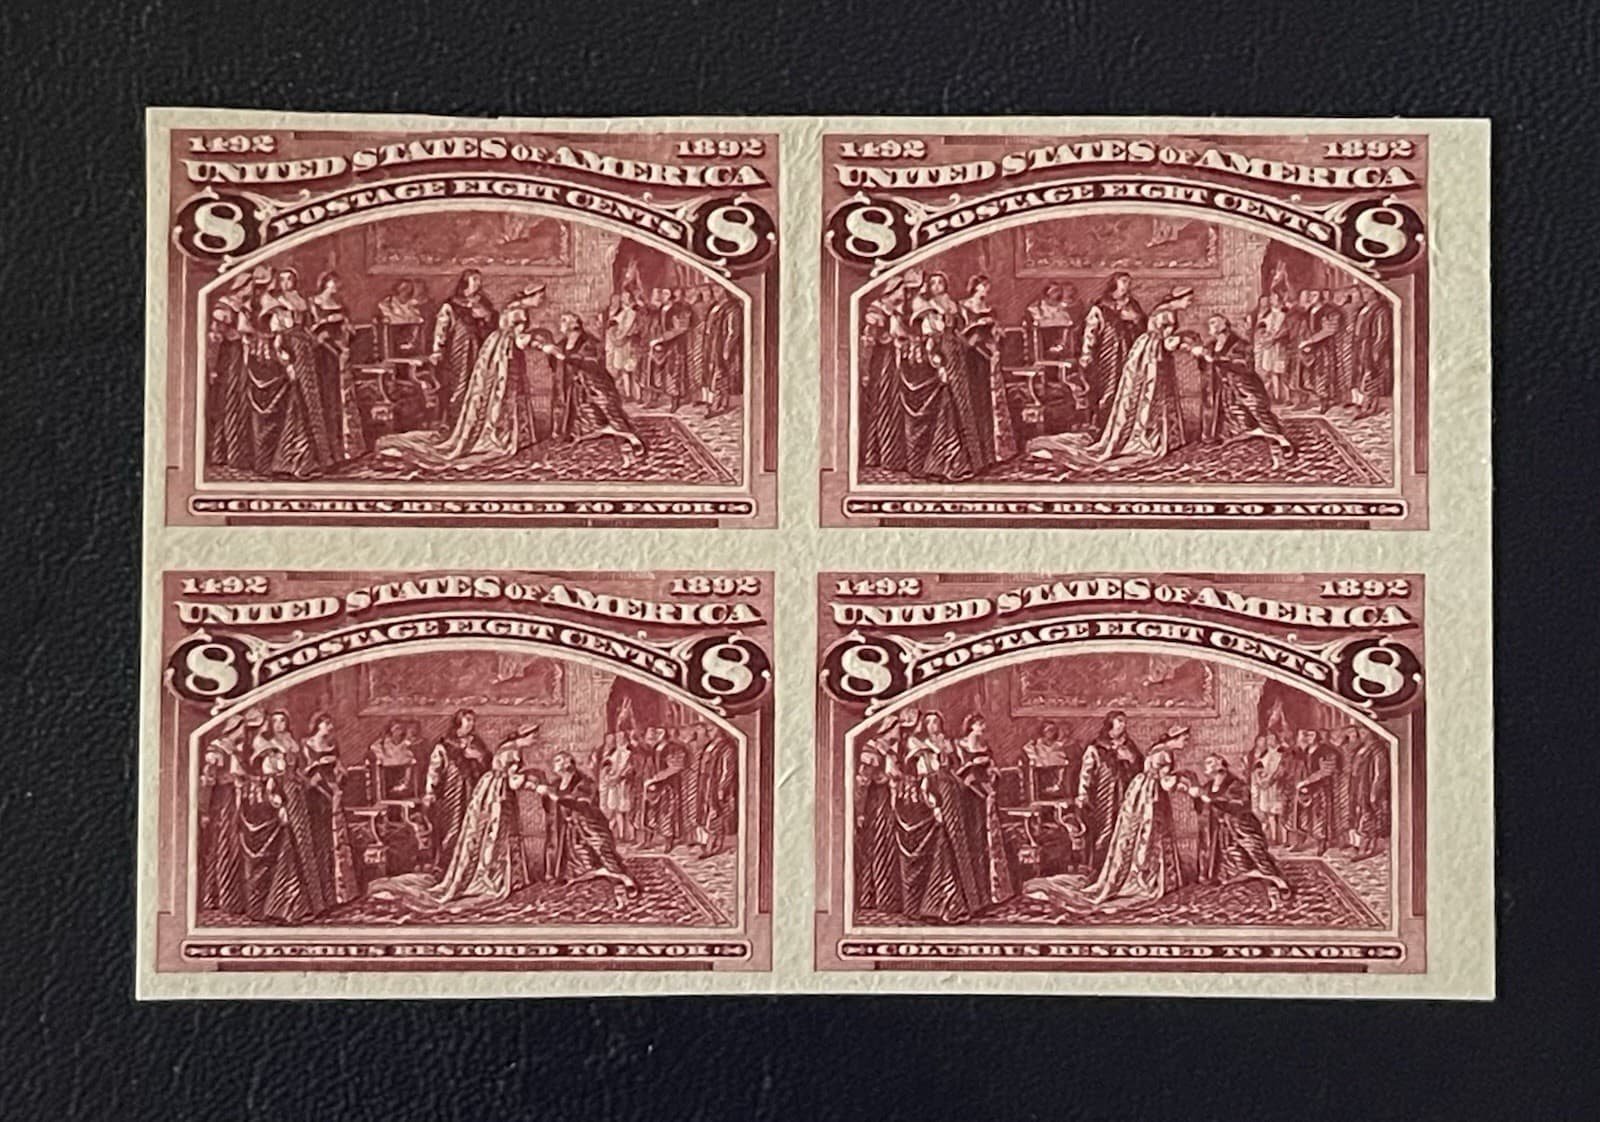 1492 1892
UNITED STATES OF AMERICA
8 POSTAGE EIGHT CENTS 8
COLUMBUS RESTORED TO FAVOR
1492 1892
UNITED STATES OF AMERICA
8 POSTAGE EIGHT CENTS 8
COLUMBUS RESTORED TO FAVOR
1492 1892
UNITED STATES OF AMERICA
8 POSTAGE EIGHT CENTS 8
COLUMBUS RESTORED TO FAVOR
1492 1892
UNITED STATES OF AMERICA
8 POSTAGE EIGHT CENTS 8
COLUMBUS RESTORED TO FAVOR